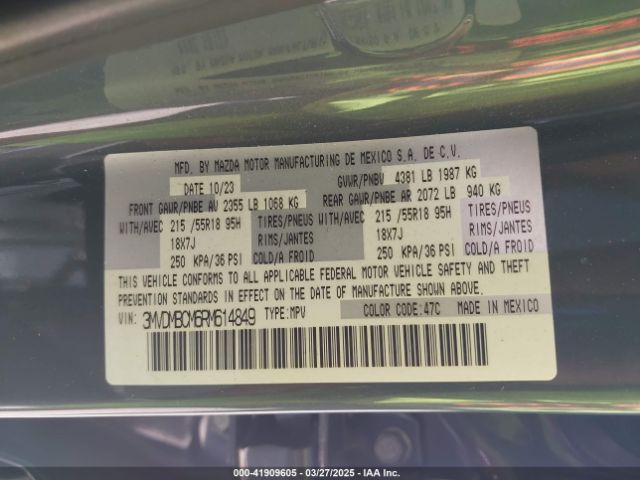 MFD. BY MAZDA MOTOR MANUFACTURING DE MEXICO S.A. DE C.V.
DATE 10/23 GVWR/PNBV 4381 LB 1987 KG
FRONT GAWR/PNBE AV 2355 LB 1068 KG REAR GAWR/PNBE AR 2072 LB 940 KG
WITH/AVEC 215 /55R18 95H TIRES/PNEUS WITH/AVEC 215 /55R18 95H TIRES/PNEUS
18X7J RIMS/JANTES 18X7J RIMS/JANTES
250 KPA/36 PSI COLD/A FROID 250 KPA/36 PSI COLD/A FROID
THIS VEHICLE CONFORMS TO ALL APPLICABLE FEDERAL MOTOR VEHICLE SAFETY AND THEFT
PREVENTION STANDARDS IN EFFECT ON THE DATE OF MANUFACTURE SHOWN ABOVE.
VIN: 3MVDMBCM6RM614849 TYPE:MPV COLOR CODE:47C MADE IN MEXICO
000-41909605 - 03/27/2025 - IAA Inc.